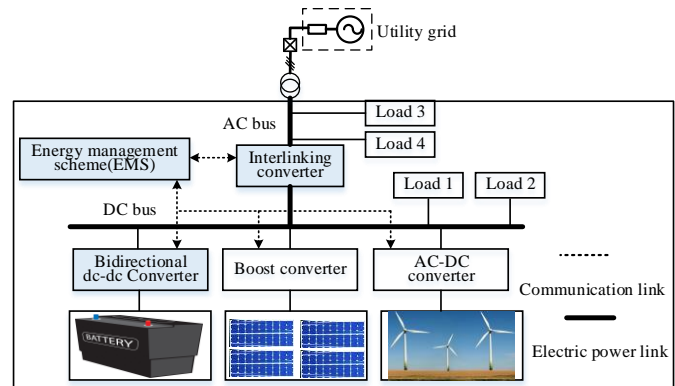 Utility grid
AC bus
Load 3
Load 4
Energy management
scheme(EMS)
Interlinking
converter
Load 1
Load 2
DC bus
Bidirectional
dc-dc Converter
Boost converter
AC-DC
converter
Communication link
BATTERY
Electric power link